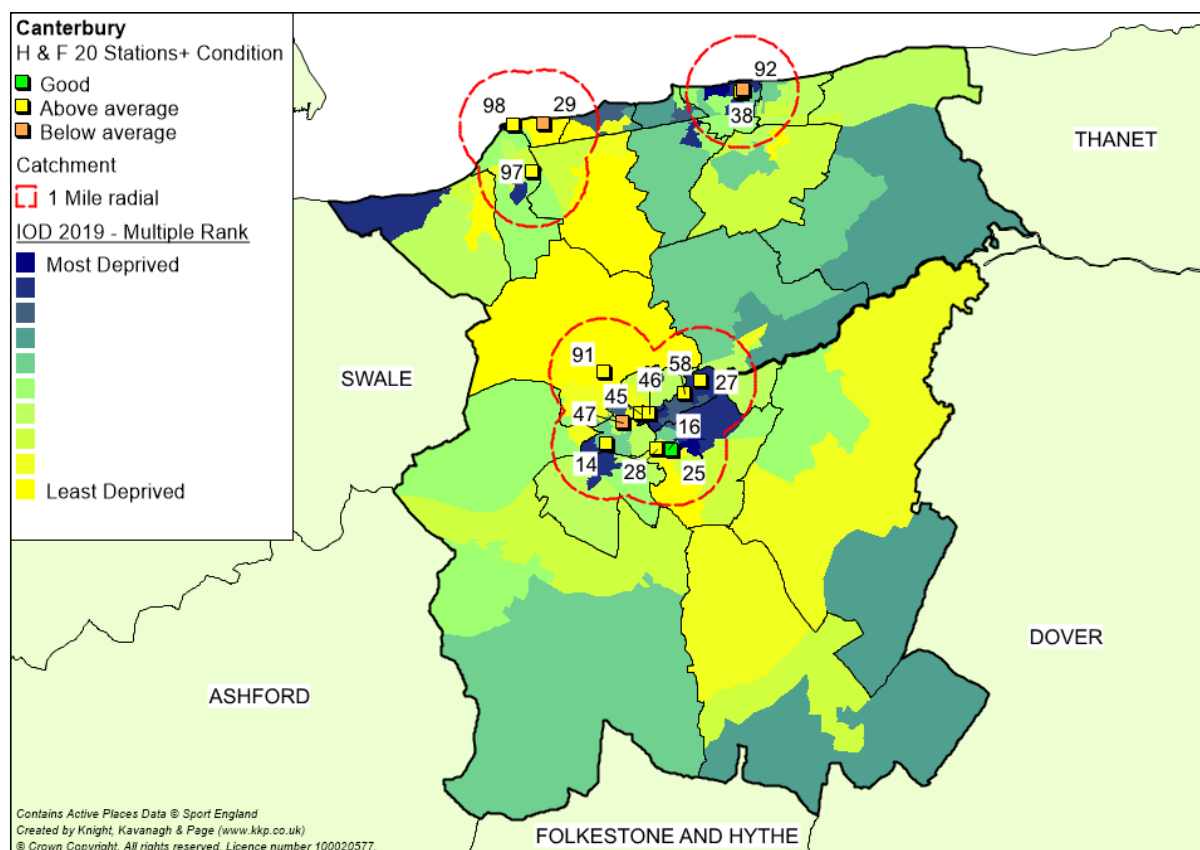 Canterbury
H & F 20 Stations+ Condition
Good
Above average
Below average
Catchment
1 Mile radial
IOD 2019 - Multiple Rank
Most Deprived
Least Deprived
92
98
29
38
THANET
97
91
58
SWALE
46
27
45
47
16
14
28
25
DOVER
ASHFORD
FOLKESTONE AND HYTHE
Contains Active Places Data © Sport England
Created by Knight, Kavanagh & Page (www.kkp.co.uk)
© Crown Copyright. All rights reserved. Licence number 100020577.